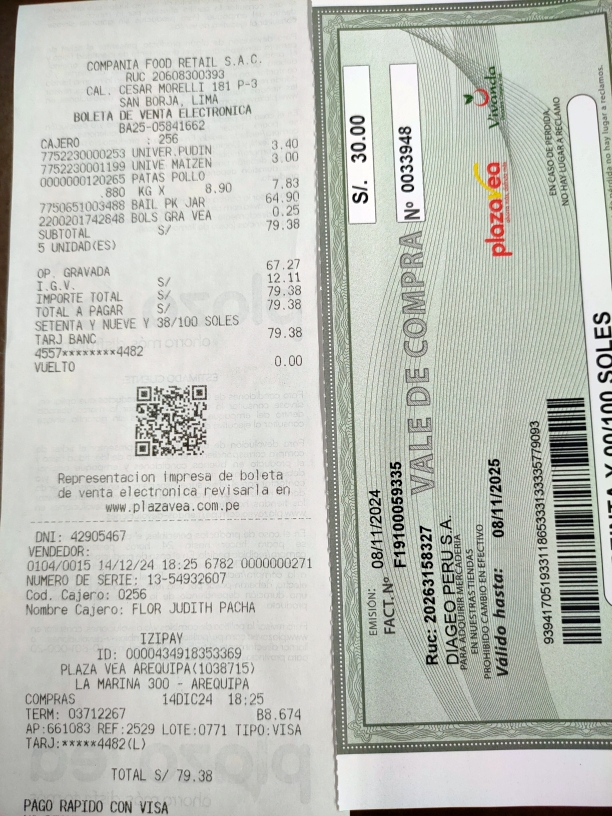 COMPANIA FOOD RETAIL S.A.C.
RUC 20608300393
CAL. CESAR MORELLI 181 P-3
SAN BORJA, LIMA
BOLETA DE VENTA ELECTRONICA
BA25-05841662
CAJERO : 256
7752230000253 UNIVER.PUDIN 3.40
7752230001199 UNIVE MAIZEN 3.00
0000000120265 PATAS POLLO
.880 KG X 8.90 7.83
7750651003488 BAIL PK JAR 64.90
2200201742848 BOLS GRA VEA 0.25
SUBTOTAL S/ 79.38
5 UNIDAD(ES)
OP. GRAVADA 67.27
I.G.V. S/ 12.11
IMPORTE TOTAL S/ 79.38
TOTAL A PAGAR S/ 79.38
SETENTA Y NUEVE Y 38/100 SOLES
TARJ BANC 79.38
4557********4482
VUELTO 0.00
Representacion impresa de boleta
de venta electronica revisarla en
www.plazavea.com.pe
DNI: 42905467
VENDEDOR:
0104/0015 14/12/24 18:25 6782 0000000271
NUMERO DE SERIE: 13-54932607
Cod. Cajero: 0256
Nombre Cajero: FLOR JUDITH PACHA
IZIPAY
ID: 0000434918353369
PLAZA VEA AREQUIPA(1038715)
LA MARINA 300 - AREQUIPA
COMPRAS 14DIC24 18:25
TERM: 03712267 B8.674
AP:661083 REF:2529 LOTE:0771 TIPO:VISA
TARJ:*****4482(L)
TOTAL S/ 79.38
PAGO RAPIDO CON VISA
S/. 30.00
Nº 0033948
plazavea
Vivanda
EN CASO DE PERDIDA,
NO HAY LUGAR A RECLAMO
VALE DE COMPRA
EMISIÓN: 08/11/2024
FACT. Nº F19100059335
Ruc: 20263158327
DIAGEO PERU S.A.
PARA ADQUIRIR MERCADERIA
EN NUESTRAS TIENDAS
PROHIBIDO CAMBIO EN EFECTIVO
Válido hasta: 08/11/2025
Y 00/100 SOLES
no hay lugar a reclamos.